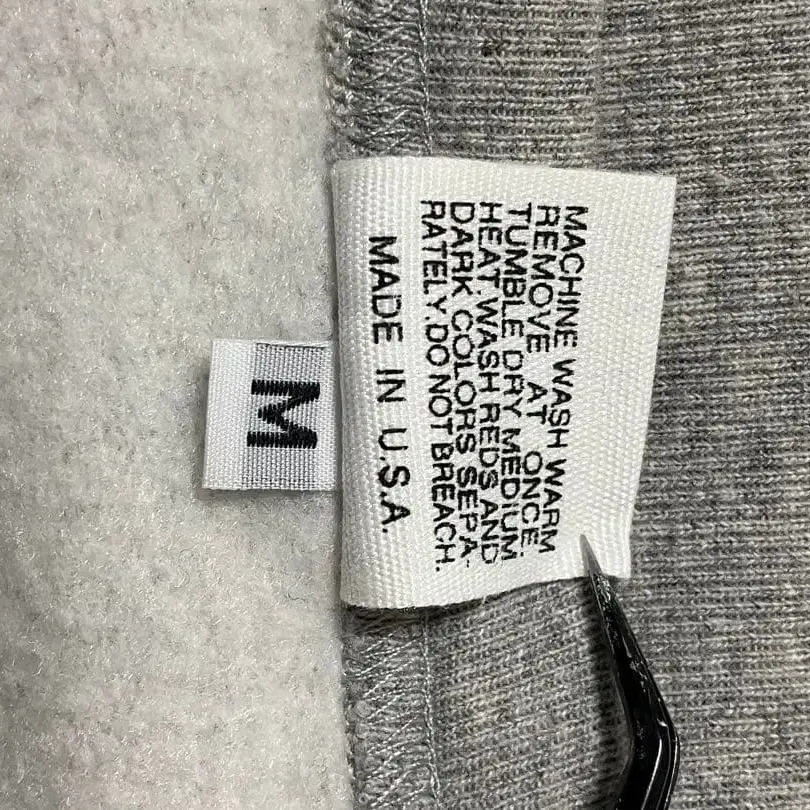 MACHINE WASH WARM
REMOVE AT ONCE.
TUMBLE DRY MEDIUM
HEAT.WASH REDS AND
DARK COLORS SEPA-
RATELY.DO NOT BREACH.
MADE IN U.S.A.
M